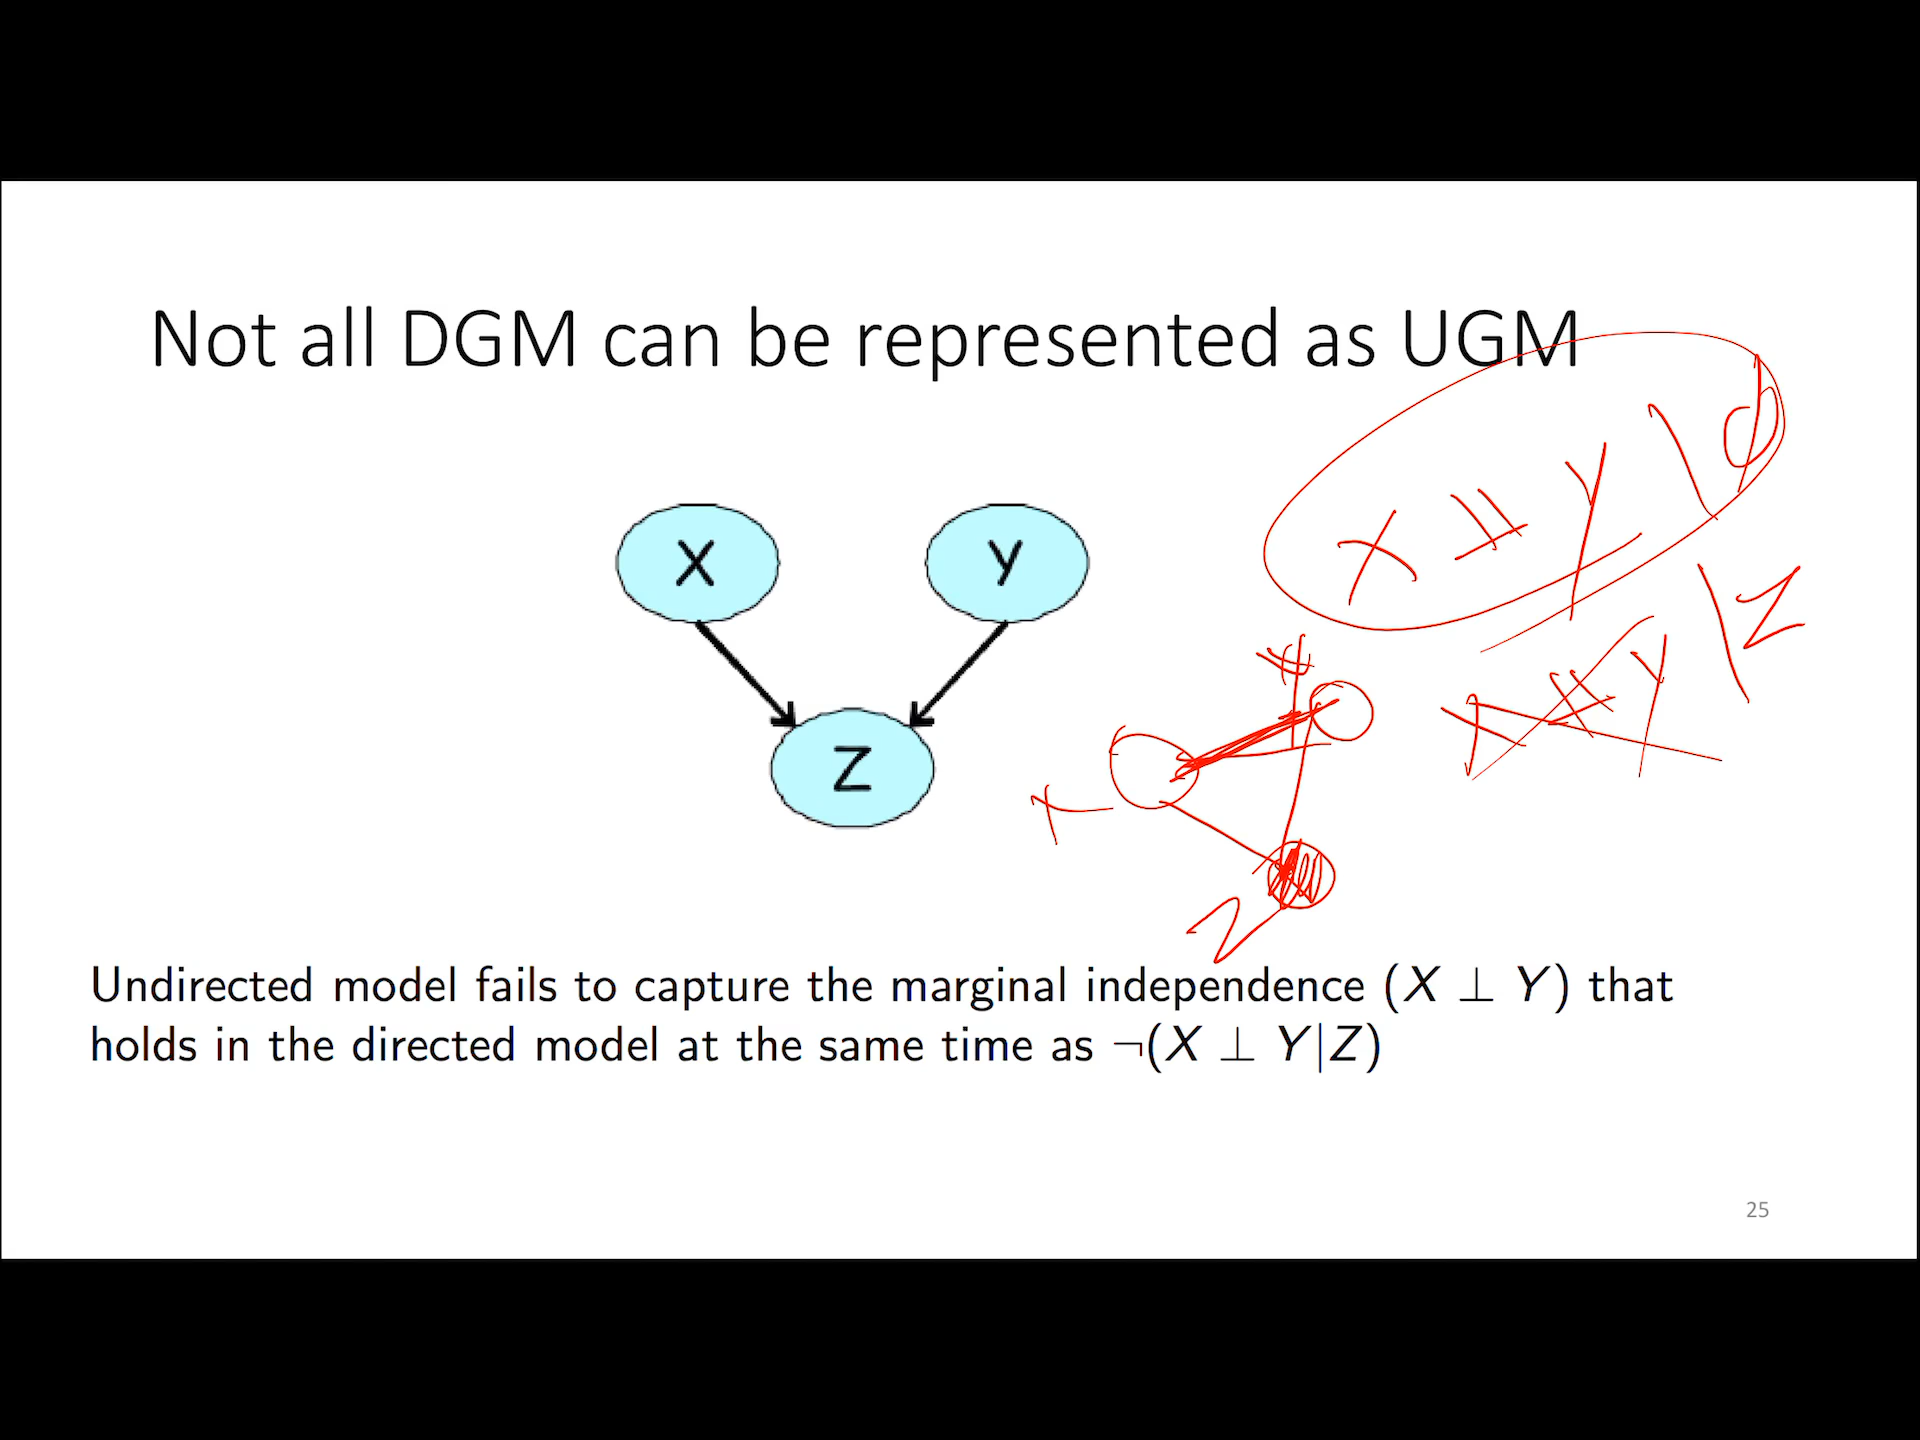 Not all DGM can be represented as UGM
X ⫫ Y | ∅
X Y
X ⫫ Y | Z
Y
Z
X
Z
Undirected model fails to capture the marginal independence (X ⊥ Y) that
holds in the directed model at the same time as ¬(X ⊥ Y|Z)
25